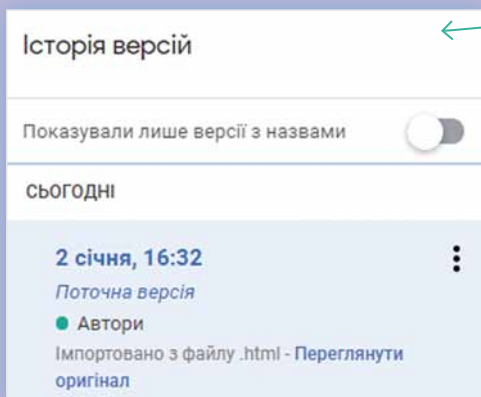 Історія версій
Показували лише версії з назвами
СЬОГОДНІ
2 січня, 16:32
Поточна версія
Автори
Імпортовано з файлу .html - Переглянути
оригінал